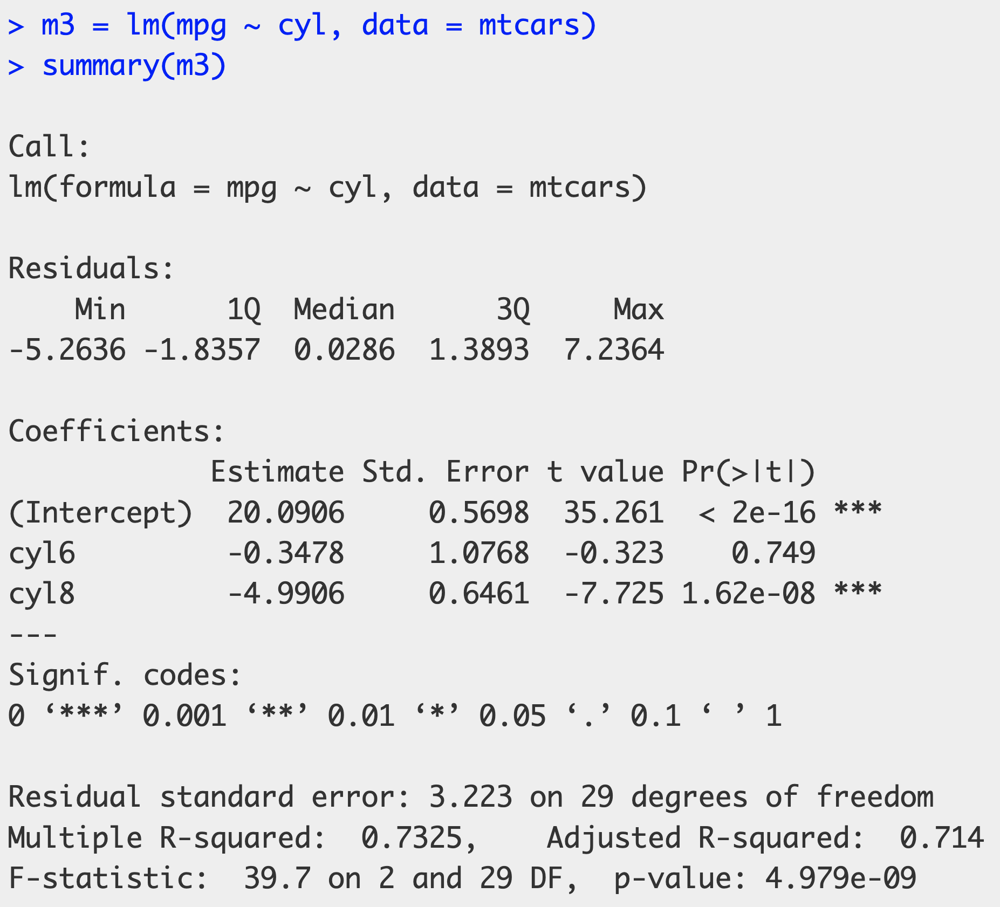 > m3 = lm(mpg ~ cyl, data = mtcars)
> summary(m3)
Call:
lm(formula = mpg ~ cyl, data = mtcars)
Residuals:
    Min      1Q  Median      3Q     Max
-5.2636 -1.8357  0.0286  1.3893  7.2364
Coefficients:
            Estimate Std. Error t value Pr(>|t|)
(Intercept)  20.0906     0.5698  35.261  < 2e-16 ***
cyl6         -0.3478     1.0768  -0.323    0.749
cyl8         -4.9906     0.6461  -7.725 1.62e-08 ***
---
Signif. codes:
0 ‘***’ 0.001 ‘**’ 0.01 ‘*’ 0.05 ‘.’ 0.1 ‘ ’ 1
Residual standard error: 3.223 on 29 degrees of freedom
Multiple R-squared:  0.7325,    Adjusted R-squared:  0.714
F-statistic:  39.7 on 2 and 29 DF,  p-value: 4.979e-09